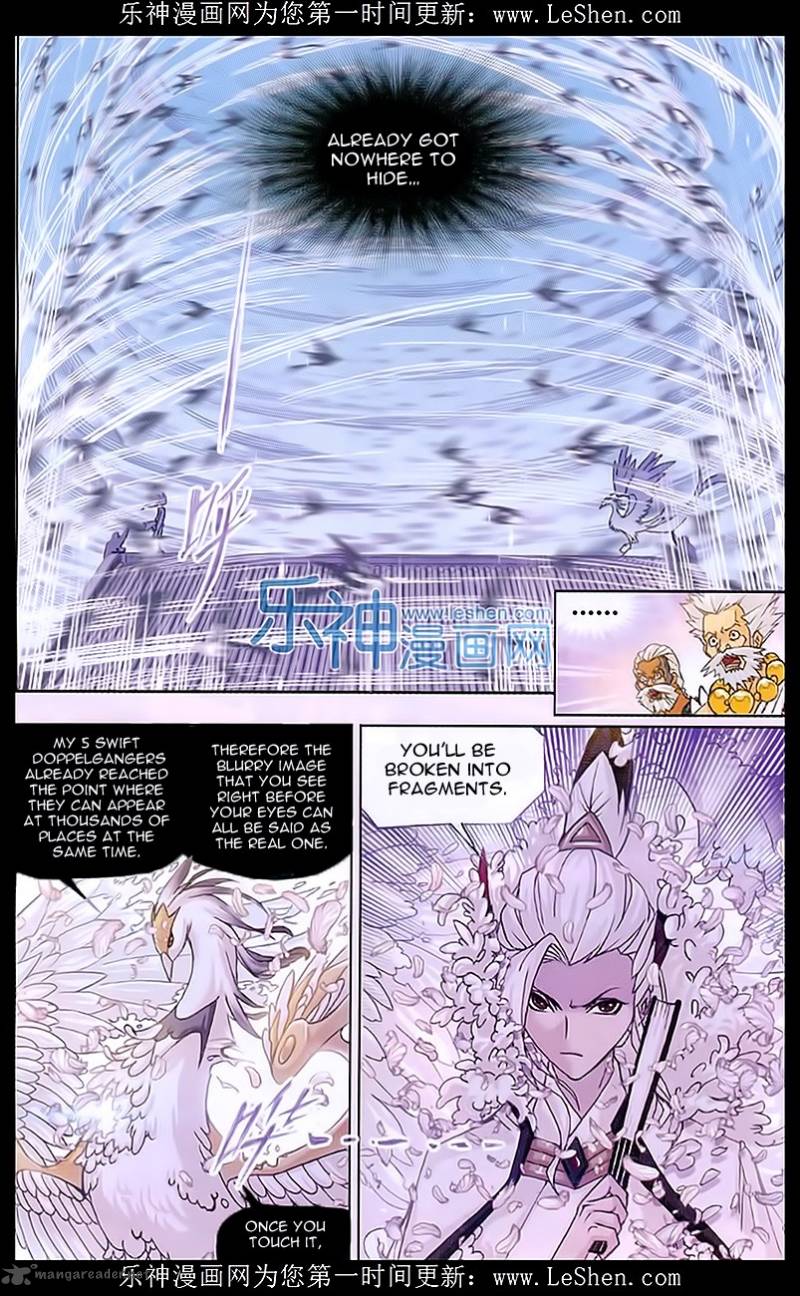 乐神漫画网为您第一时间更新：www.LeShen.com
ALREADY GOT
NOWHERE TO
HIDE...
呼
乐神漫画网
www.leshen.com
......
MY 5 SWIFT
DOPPELGANGERS
ALREADY REACHED
THE POINT WHERE
THEY CAN APPEAR
AT THOUSANDS OF
PLACES AT THE
SAME TIME.
THEREFORE THE
BLURRY IMAGE
THAT YOU SEE
RIGHT BEFORE
YOUR EYES CAN
ALL BE SAID AS
THE REAL ONE.
ONCE YOU
TOUCH IT,
YOU'LL BE
BROKEN INTO
FRAGMENTS.
mangareader.net
乐神漫画网为您第一时间更新：www.LeShen.com